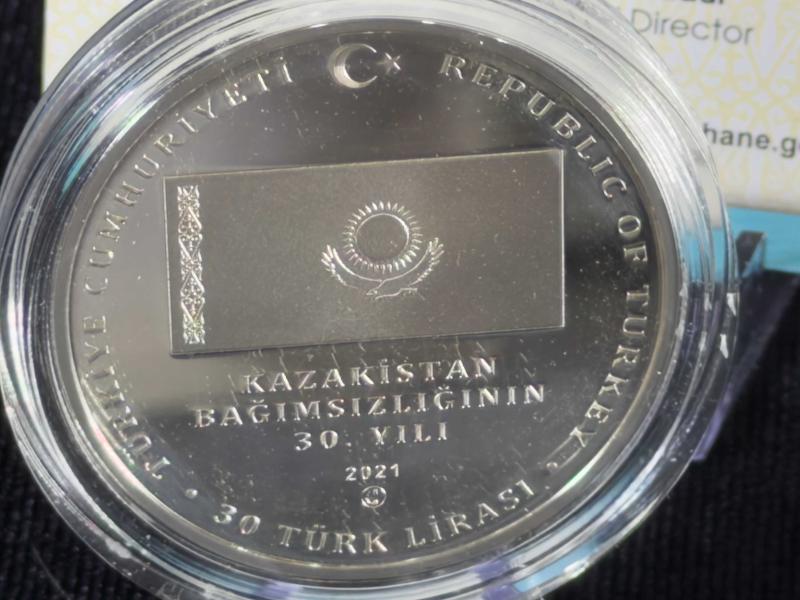 TÜRKİYE CUMHURİYETİ
REPUBLIC OF TURKEY
KAZAKİSTAN
BAĞIMSIZLIĞININ
30. YILI
2021
• 30 TÜRK LİRASI •
Director
hane.go